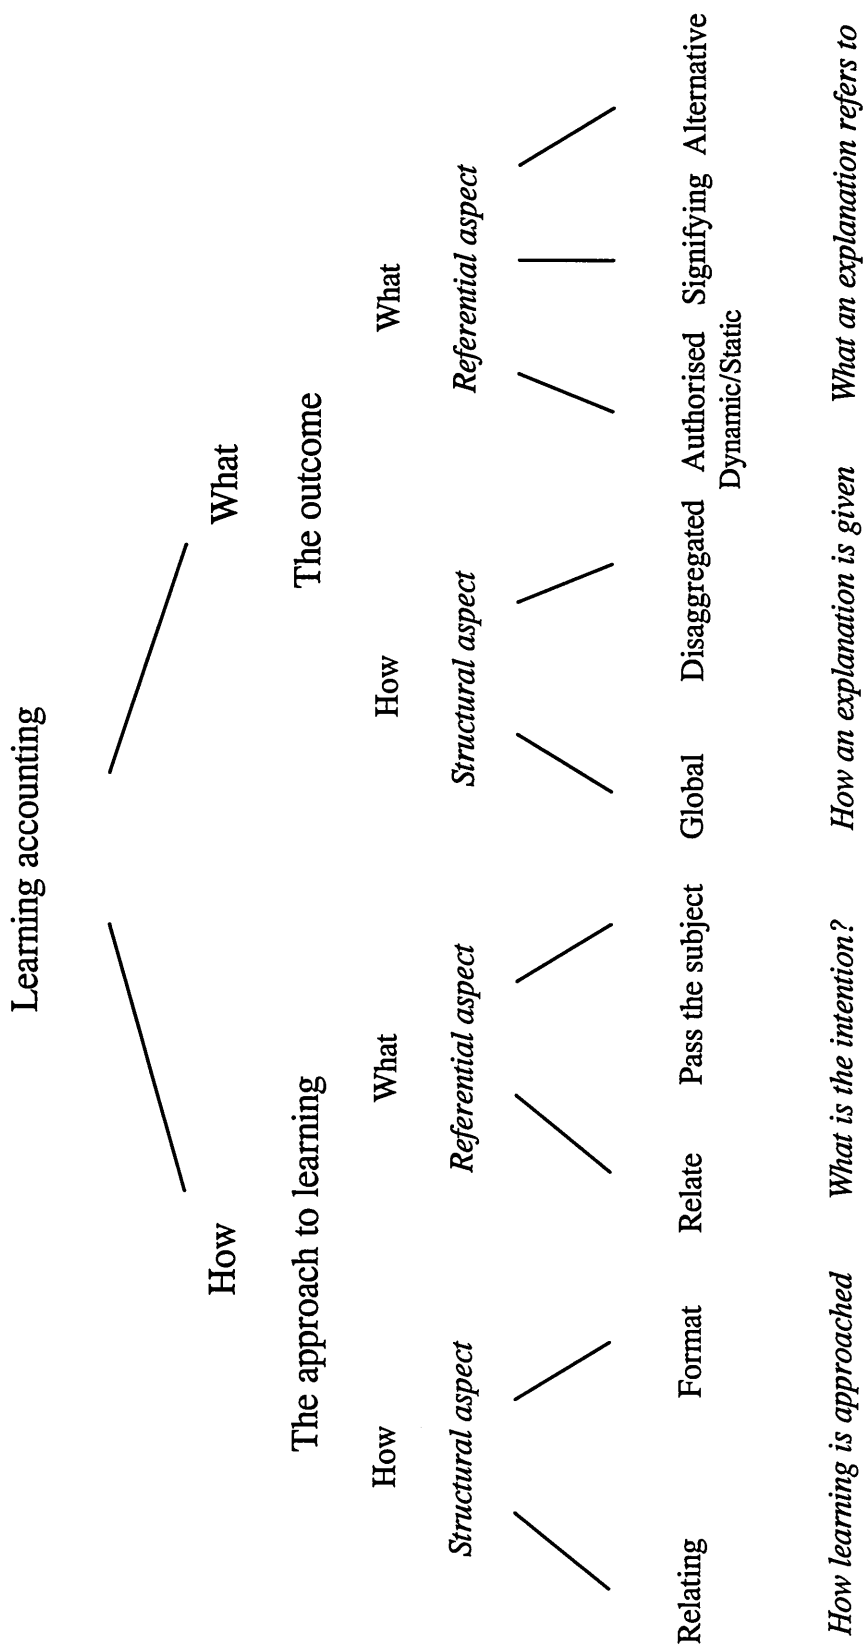 Learning accounting
How What
The approach to learning The outcome
How What How What
Structural aspect Referential aspect Structural aspect Referential aspect
Relating Format Relate Pass the subject Global Disaggregated Authorised Signifying Alternative
Dynamic/Static
How learning is approached What is the intention? How an explanation is given What an explanation refers to